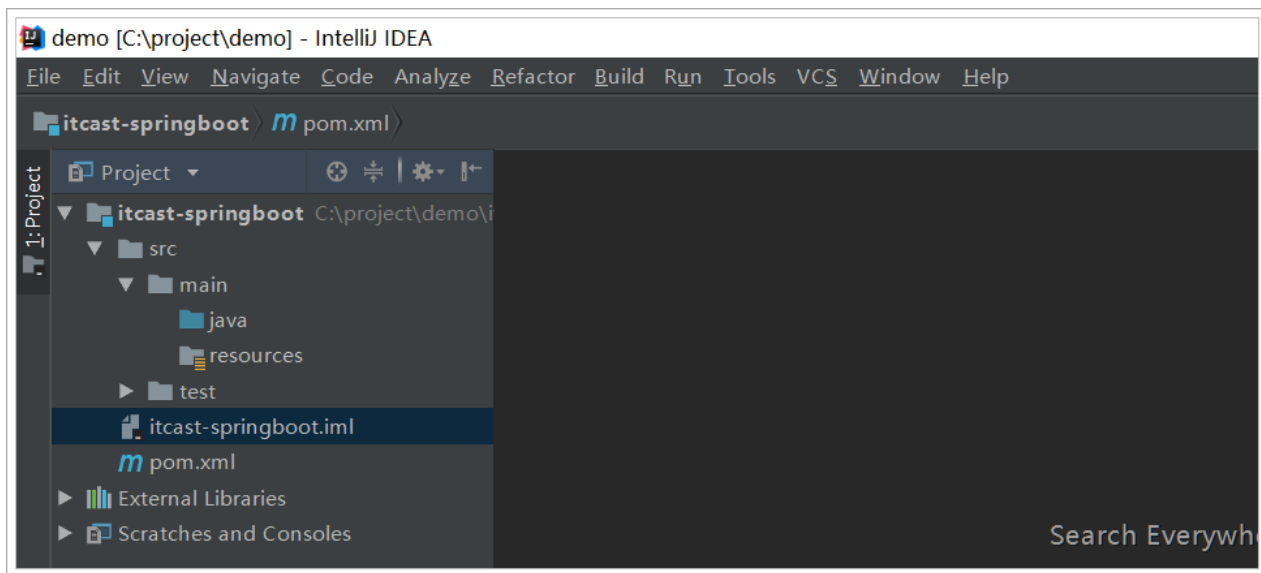 demo [C:\project\demo] - IntelliJ IDEA
File Edit View Navigate Code Analyze Refactor Build Run Tools VCS Window Help
itcast-springboot m pom.xml
1: Project
Project
itcast-springboot C:\project\demo\i
src
main
java
resources
test
itcast-springboot.iml
m pom.xml
External Libraries
Scratches and Consoles
Search Everywh